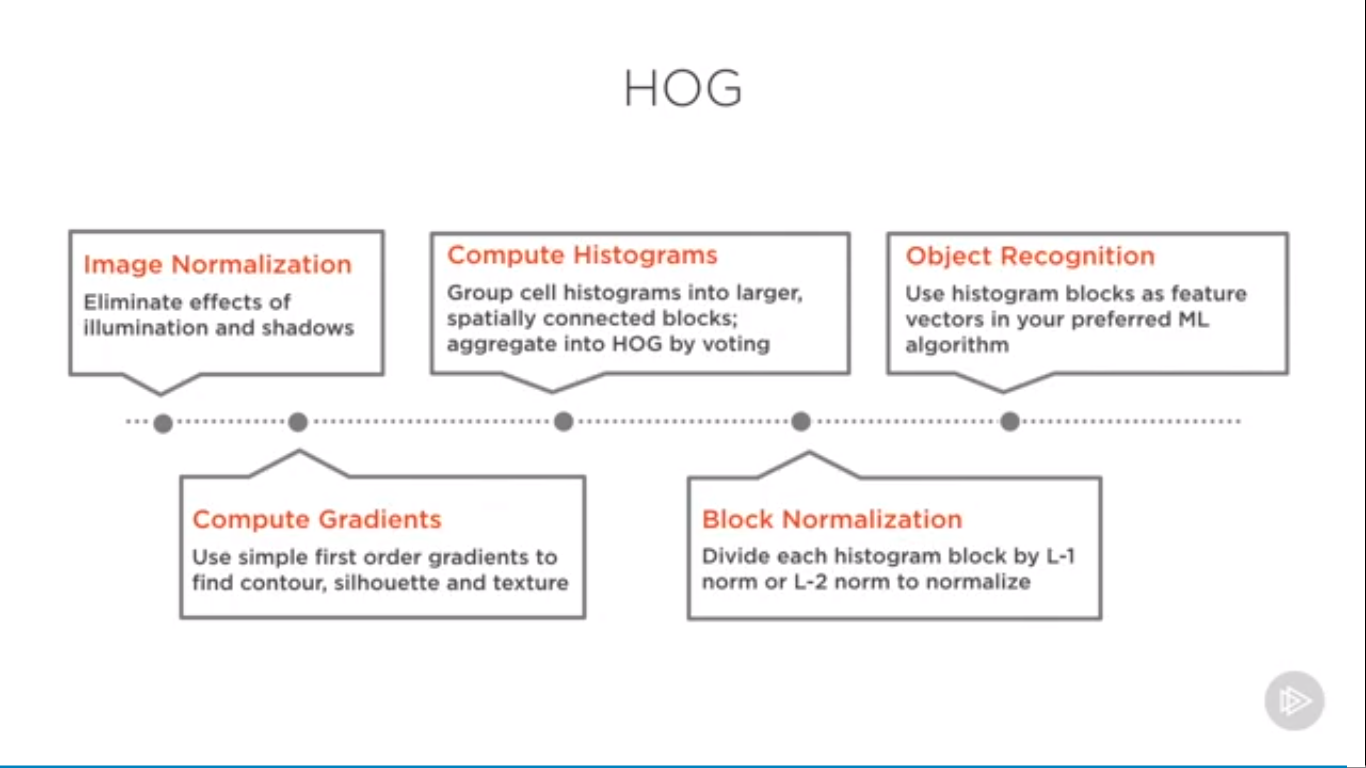 HOG
Image Normalization
Eliminate effects of
illumination and shadows
Compute Histograms
Group cell histograms into larger,
spatially connected blocks;
aggregate into HOG by voting
Object Recognition
Use histogram blocks as feature
vectors in your preferred ML
algorithm
Compute Gradients
Use simple first order gradients to
find contour, silhouette and texture
Block Normalization
Divide each histogram block by L-1
norm or L-2 norm to normalize